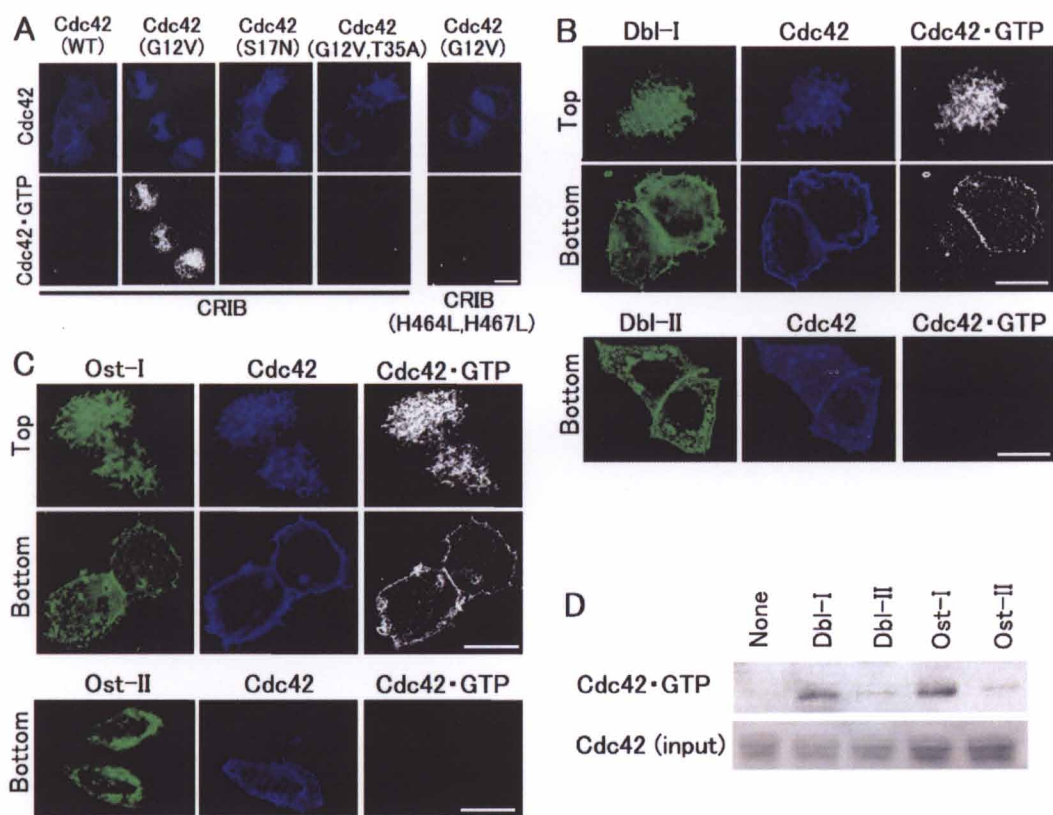 A
Cdc42 (WT)
Cdc42 (G12V)
Cdc42 (S17N)
Cdc42 (G12V,T35A)
Cdc42 (G12V)
Cdc42
Cdc42·GTP
CRIB
CRIB (H464L,H467L)
B
Dbl-I Cdc42 Cdc42·GTP
Top
Bottom
Dbl-II Cdc42 Cdc42·GTP
Bottom
C
Ost-I Cdc42 Cdc42·GTP
Top
Bottom
Ost-II Cdc42 Cdc42·GTP
Bottom
D
None Dbl-I Dbl-II Ost-I Ost-II
Cdc42·GTP
Cdc42 (input)